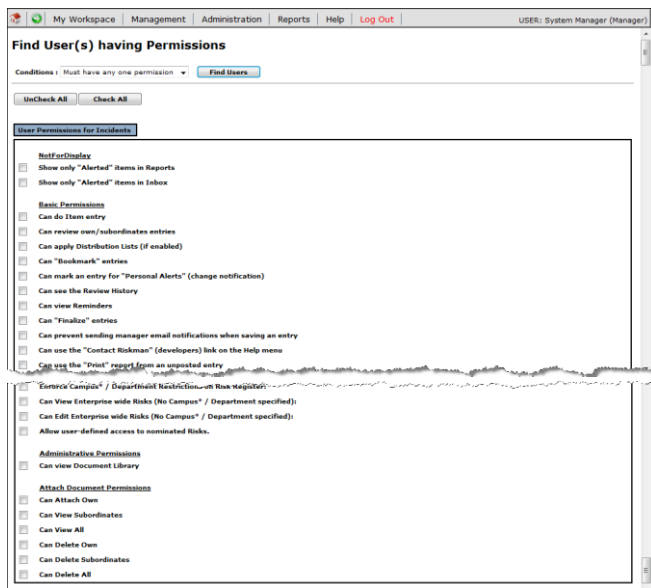 My Workspace | Management | Administration | Reports | Help | Log Out | USER: System Manager (Manager)
Find User(s) having Permissions
Conditions : Must have any one permission Find Users
UnCheck All Check All
User Permissions for Incidents
NotForDisplay
Show only "Alerted" items in Reports
Show only "Alerted" items in Inbox
Basic Permissions
Can do Item entry
Can review own/subordinates entries
Can apply Distribution Lists (if enabled)
Can "Bookmark" entries
Can mark an entry for "Personal Alerts" (change notification)
Can see the Review History
Can view Reminders
Can "Finalize" entries
Can prevent sending manager email notifications when saving an entry
Can use the "Contact Riskman" (developers) link on the Help menu
Can use the "Print" report from an unposted entry
Enforce Campus* / Department Restrictions on Risk Register:
Can View Enterprise wide Risks (No Campus* / Department specified):
Can Edit Enterprise wide Risks (No Campus* / Department specified):
Allow user-defined access to nominated Risks.
Administrative Permissions
Can view Document Library
Attach Document Permissions
Can Attach Own
Can View Subordinates
Can View All
Can Delete Own
Can Delete Subordinates
Can Delete All